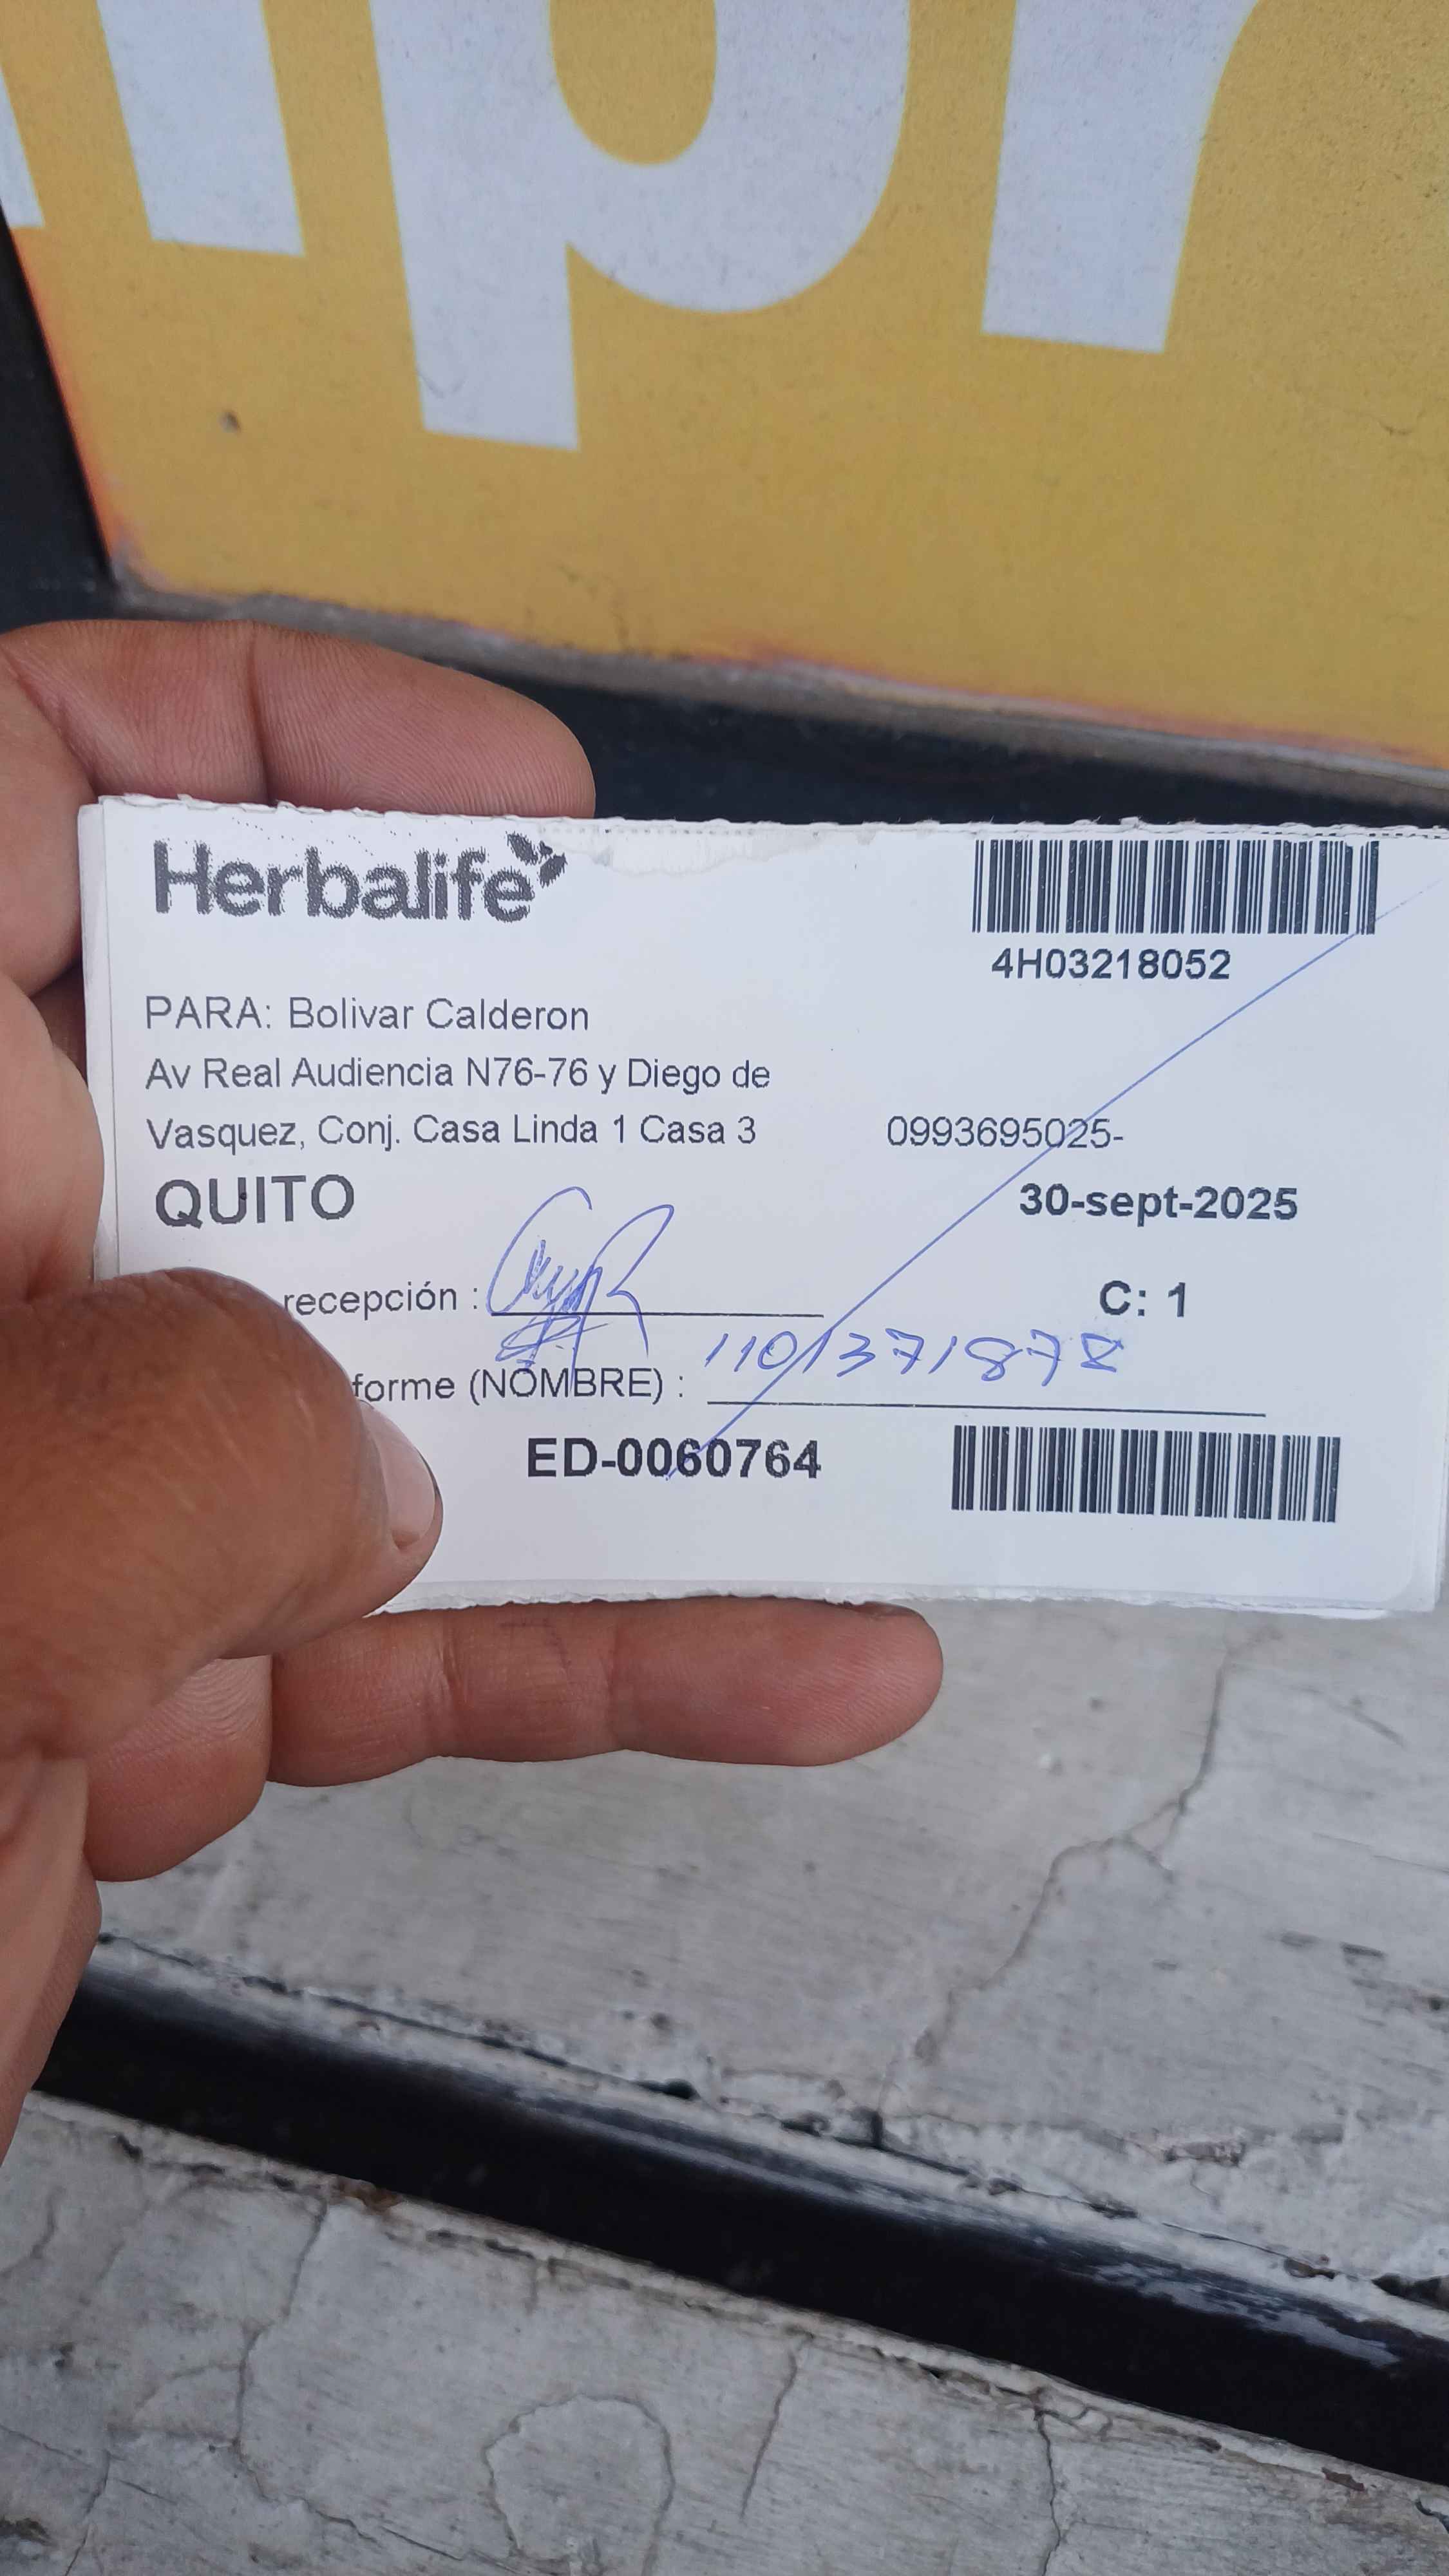 Herbalife
4H03218052
PARA: Bolivar Calderon
Av Real Audiencia N76-76 y Diego de
Vasquez, Conj. Casa Linda 1 Casa 3
0993695025-
QUITO
30-sept-2025
recepción :
C: 1
1101371878
forme (NOMBRE) :
ED-0060764